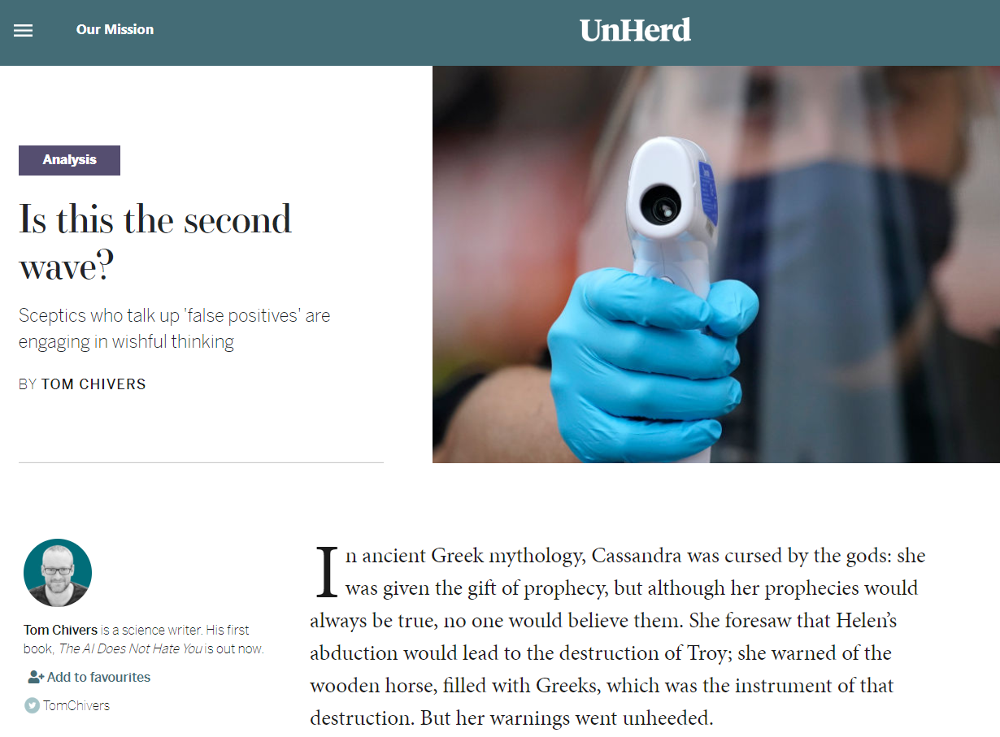 Our Mission
UnHerd
Analysis
Is this the second
wave?
Sceptics who talk up 'false positives' are
engaging in wishful thinking
BY TOM CHIVERS
Tom Chivers is a science writer. His first
book, The AI Does Not Hate You is out now.
Add to favourites
TomChivers
In ancient Greek mythology, Cassandra was cursed by the gods: she
was given the gift of prophecy, but although her prophecies would
always be true, no one would believe them. She foresaw that Helen’s
abduction would lead to the destruction of Troy; she warned of the
wooden horse, filled with Greeks, which was the instrument of that
destruction. But her warnings went unheeded.